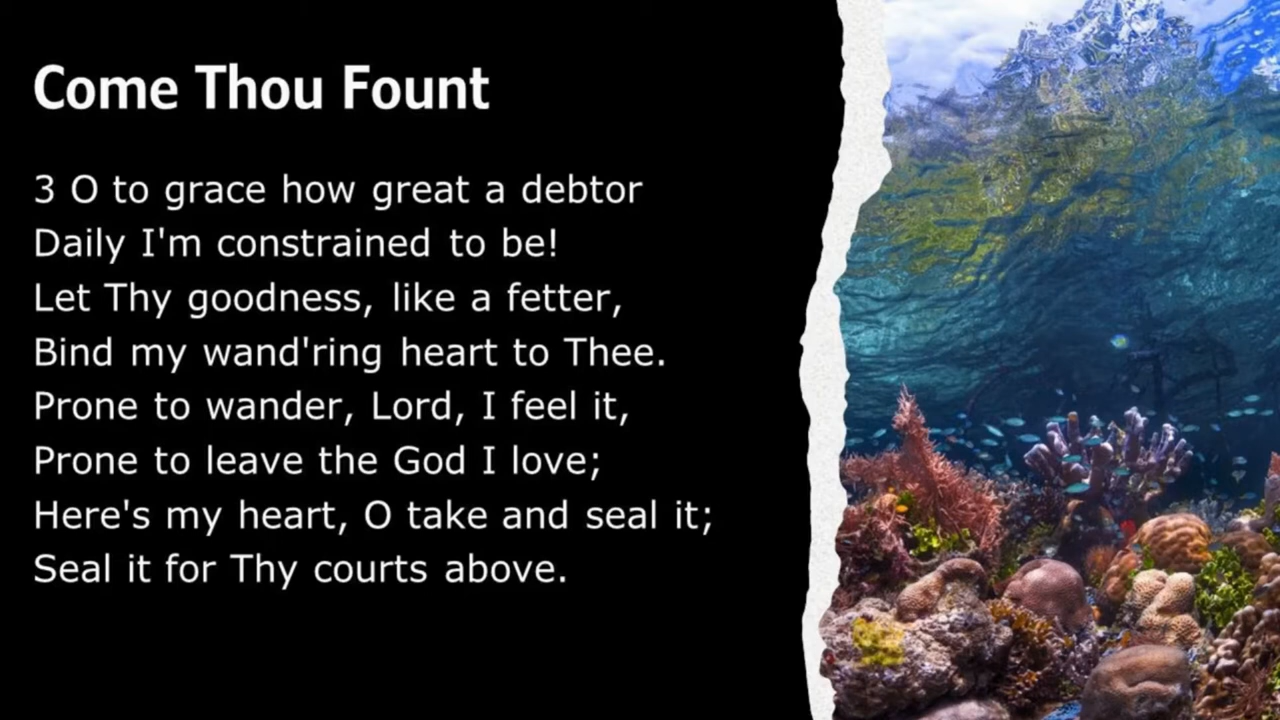 Come Thou Fount
3 O to grace how great a debtor
Daily I'm constrained to be!
Let Thy goodness, like a fetter,
Bind my wand'ring heart to Thee.
Prone to wander, Lord, I feel it,
Prone to leave the God I love;
Here's my heart, O take and seal it;
Seal it for Thy courts above.